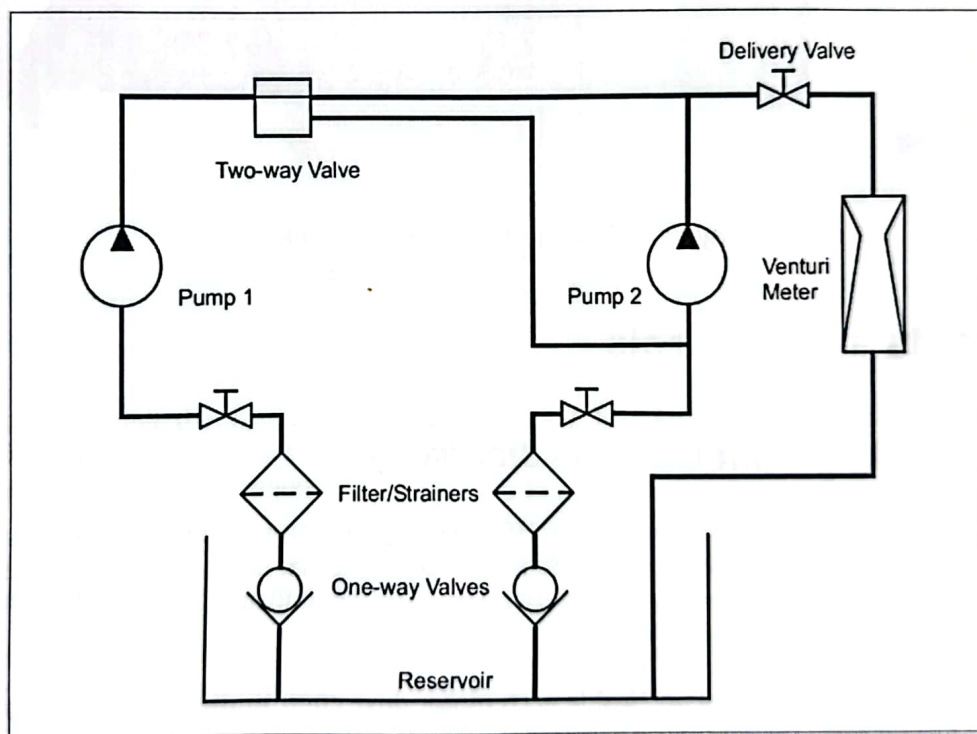 Delivery Valve
Two-way Valve
Pump 1
Pump 2
Venturi
Meter
Filter/Strainers
One-way Valves
Reservoir